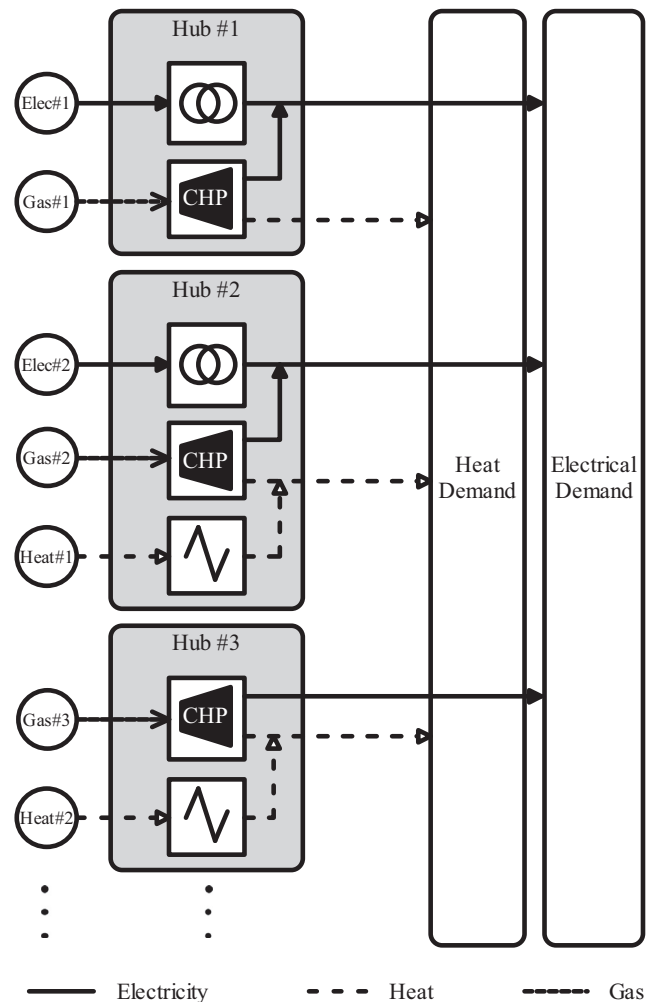 Hub #1
Elec#1
Gas#1
CHP
Hub #2
Elec#2
Gas#2
CHP
Heat#1
Heat
Demand
Electrical
Demand
Hub #3
Gas#3
CHP
Heat#2
Electricity
Heat
Gas